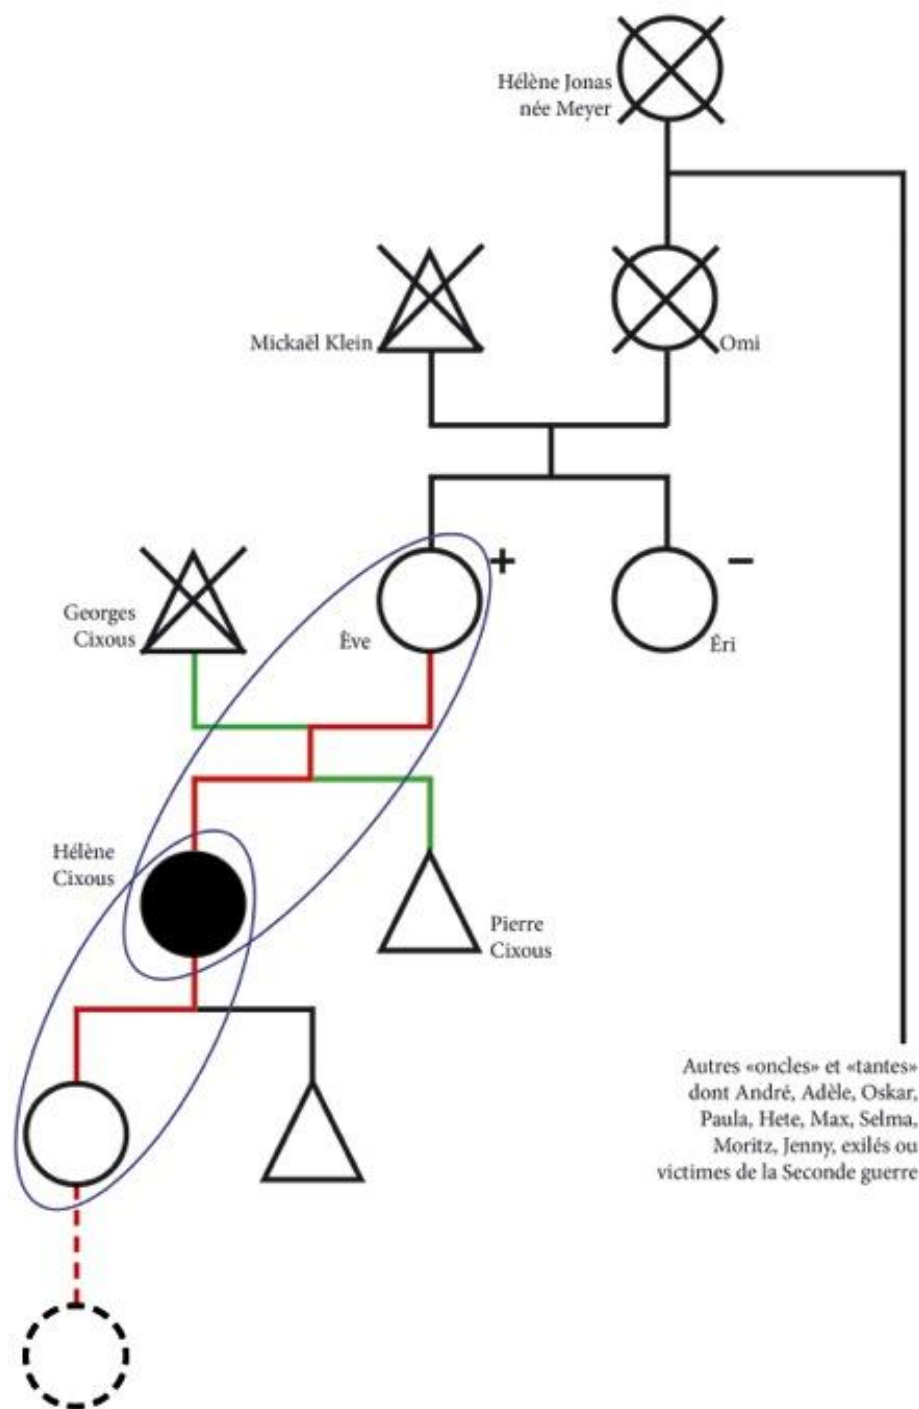 Hélène Jonas
née Meyer
Mickaël Klein
Omi
+
−
Georges
Cixous
Ève
Éri
Hélène
Cixous
Pierre
Cixous
Autres «oncles» et «tantes»
dont André, Adèle, Oskar,
Paula, Hete, Max, Selma,
Moritz, Jenny, exilés ou
victimes de la Seconde guerre